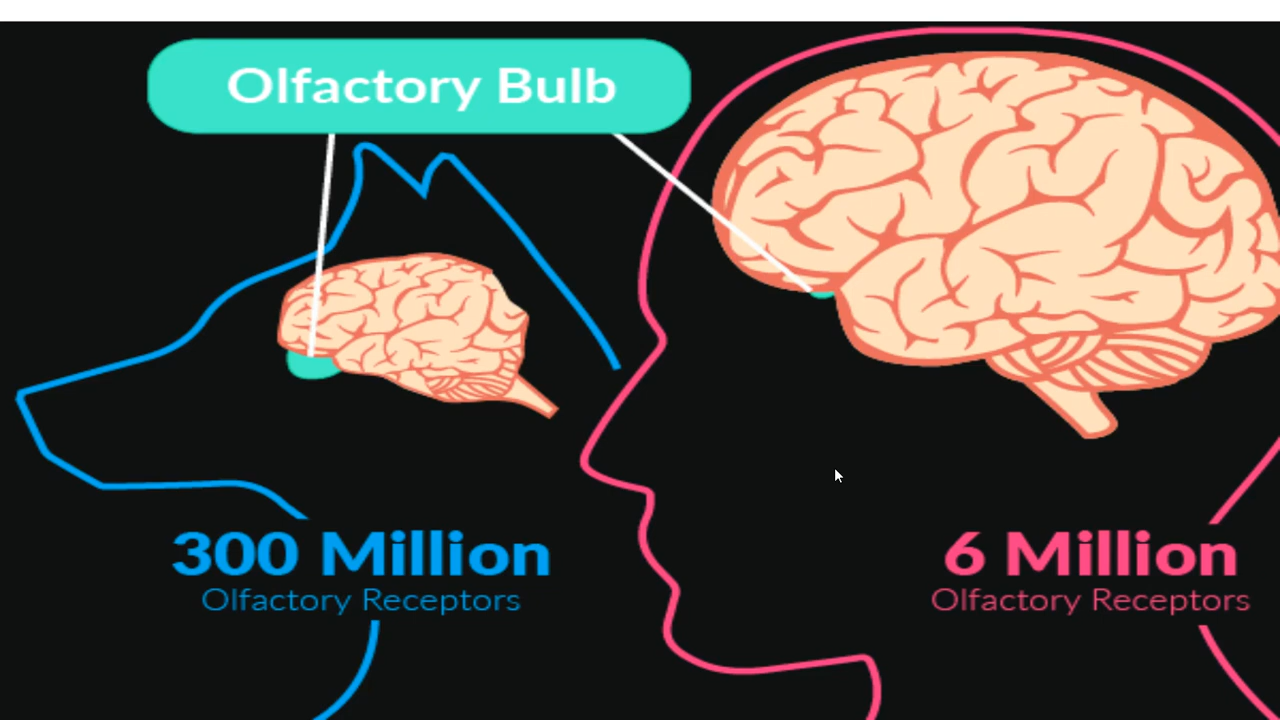 Olfactory Bulb
300 Million
Olfactory Receptors
6 Million
Olfactory Receptors